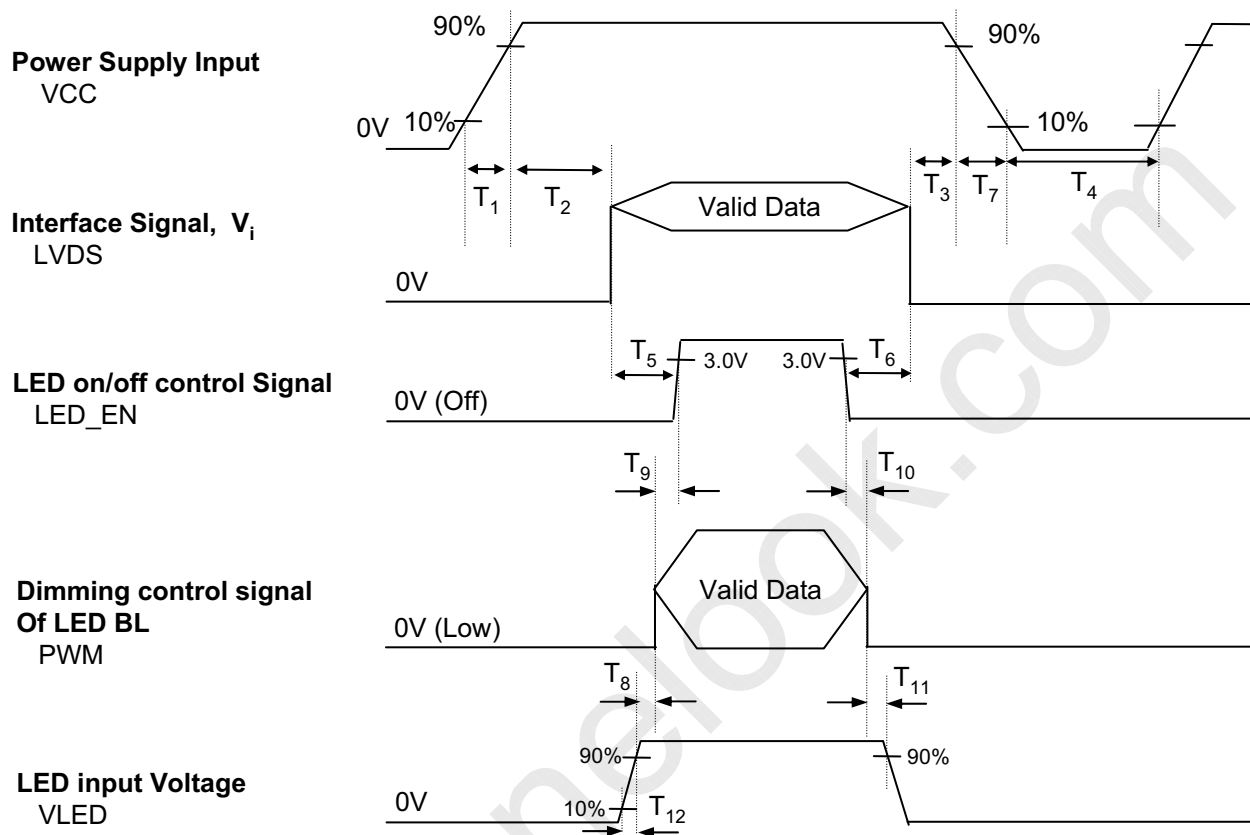 90%
90%
Power Supply Input
VCC
0V
10%
10%
T1
T2
T3
T7
T4
Interface Signal, Vi
LVDS
Valid Data
0V
LED on/off control Signal
LED_EN
T5
3.0V
3.0V
T6
0V (Off)
T9
T10
Dimming control signal
Of LED BL
PWM
Valid Data
0V (Low)
T8
T11
LED input Voltage
VLED
90%
90%
0V
10%
T12
nelook.com